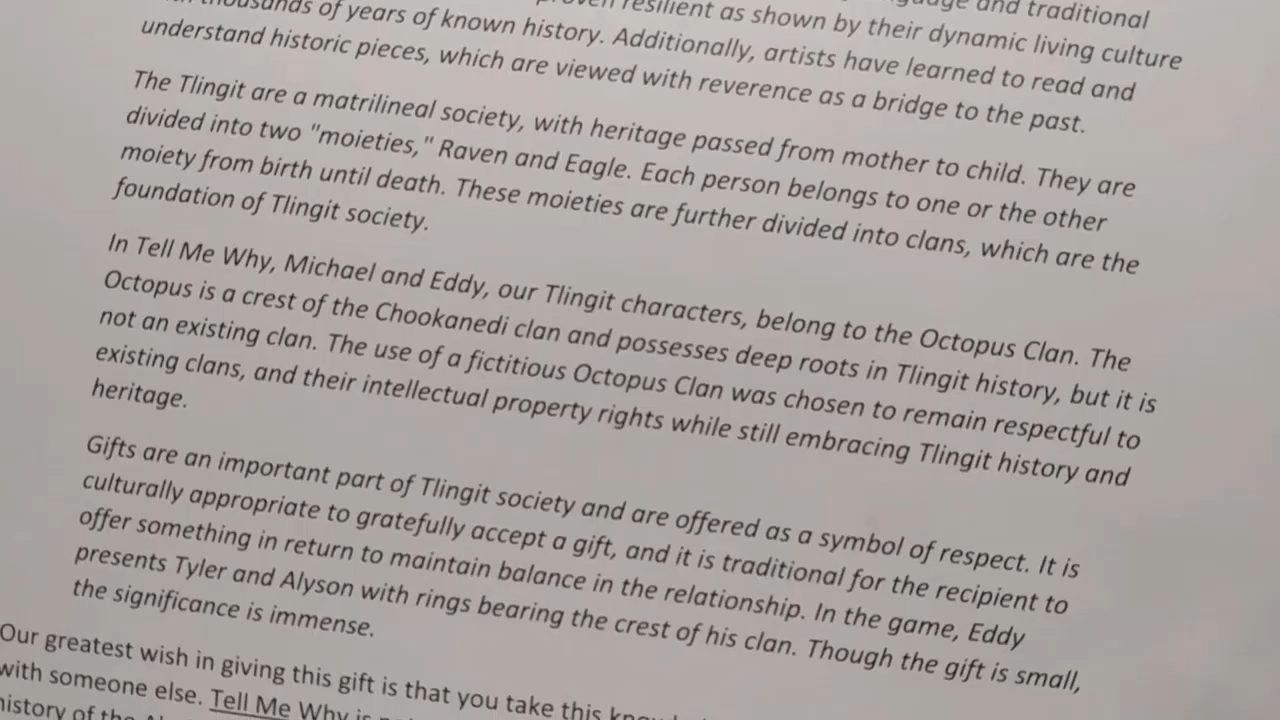 resilient as shown by their dynamic living culture
thousands of years of known history. Additionally, artists have learned to read and
understand historic pieces, which are viewed with reverence as a bridge to the past.
The Tlingit are a matrilineal society, with heritage passed from mother to child. They are
divided into two "moieties," Raven and Eagle. Each person belongs to one or the other
moiety from birth until death. These moieties are further divided into clans, which are the
foundation of Tlingit society.
In Tell Me Why, Michael and Eddy, our Tlingit characters, belong to the Octopus Clan. The
Octopus is a crest of the Chookanedi clan and possesses deep roots in Tlingit history, but it is
not an existing clan. The use of a fictitious Octopus Clan was chosen to remain respectful to
existing clans, and their intellectual property rights while still embracing Tlingit history and
heritage.
Gifts are an important part of Tlingit society and are offered as a symbol of respect. It is
culturally appropriate to gratefully accept a gift, and it is traditional for the recipient to
offer something in return to maintain balance in the relationship. In the game, Eddy
presents Tyler and Alyson with rings bearing the crest of his clan. Though the gift is small,
the significance is immense.
Our greatest wish in giving this gift is that you take this
with someone else. Tell Me Why is
history of the